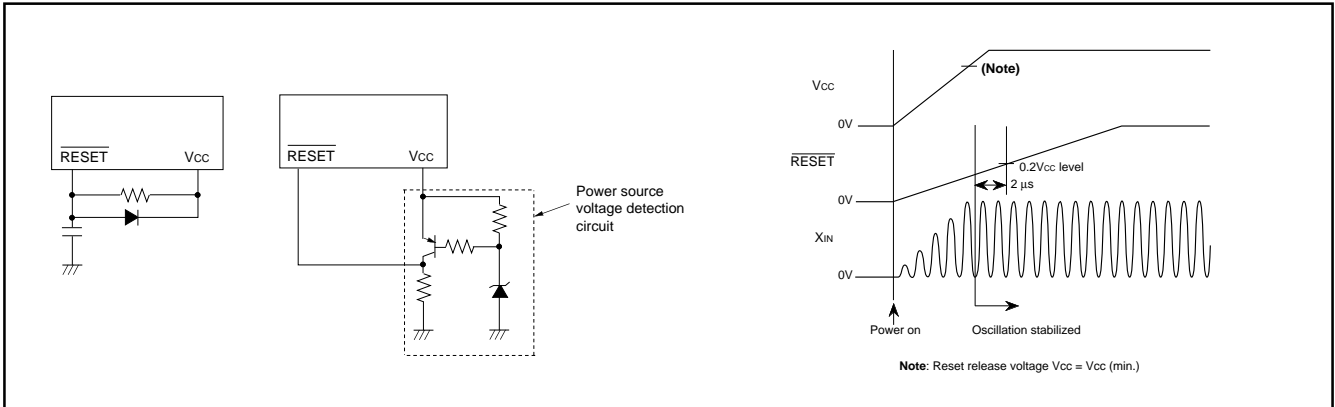 RESET
Vcc
RESET
Vcc
Power source
voltage detection
circuit
Vcc
(Note)
0V
RESET
0.2Vcc level
2 µs
0V
XIN
0V
Power on
Oscillation stabilized
Note: Reset release voltage Vcc = Vcc (min.)